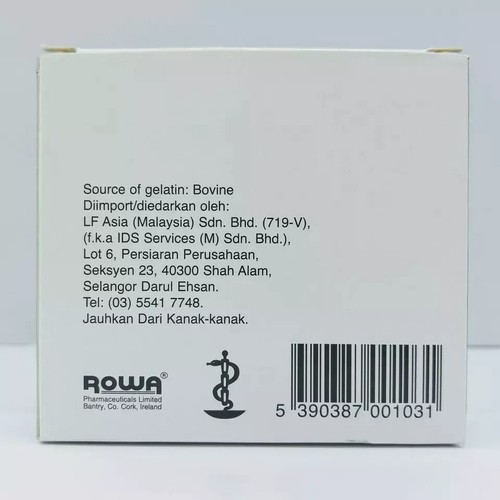 Source of gelatin: Bovine
Diimport/diedarkan oleh:
LF Asia (Malaysia) Sdn. Bhd. (719-V),
(f.k.a IDS Services (M) Sdn. Bhd.),
Lot 6, Persiaran Perusahaan,
Seksyen 23, 40300 Shah Alam,
Selangor Darul Ehsan.
Tel: (03) 5541 7748.
Jauhkan Dari Kanak-kanak.
ROWA®
Pharmaceuticals Limited
Bantry, Co. Cork, Ireland
5 390387 001031